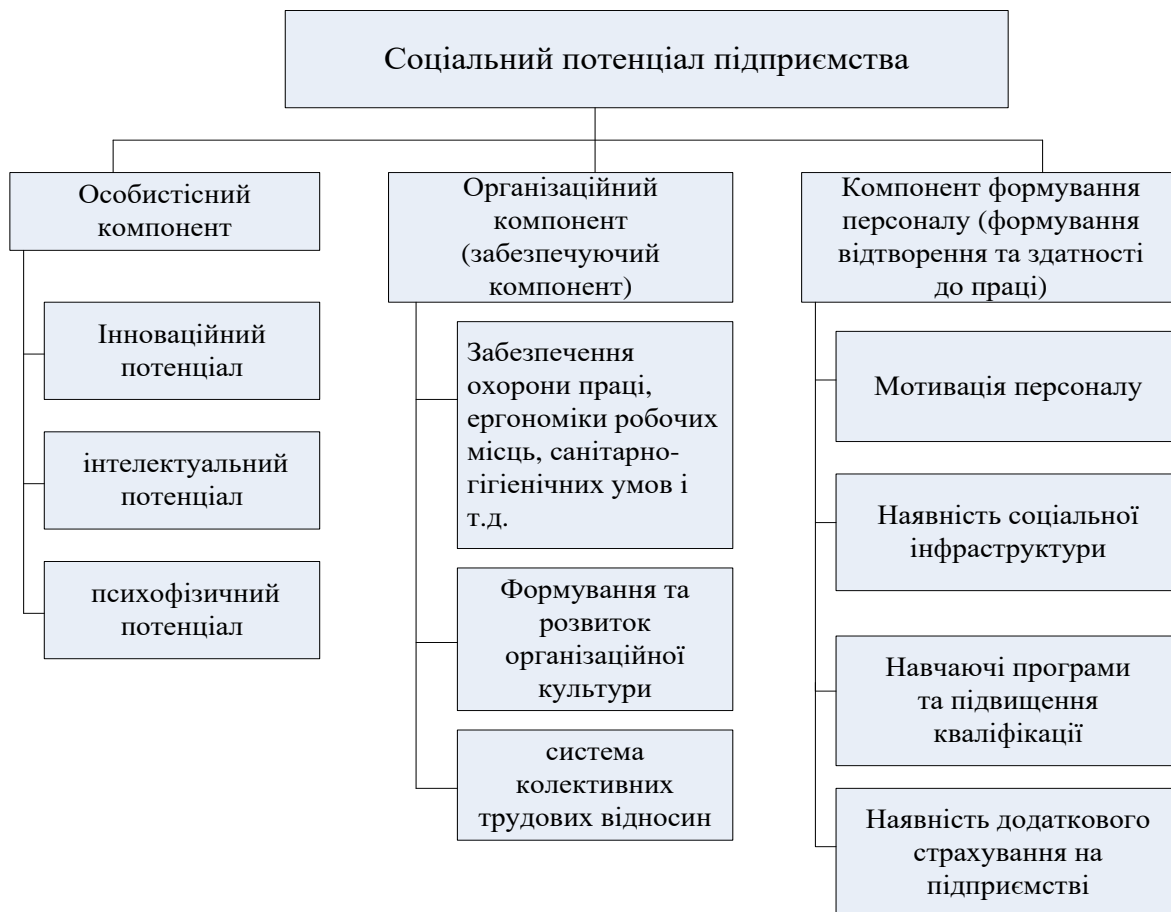 Соціальний потенціал підприємства
Особистісний
компонент
Інноваційний
потенціал
інтелектуальний
потенціал
психофізичний
потенціал
Організаційний
компонент
(забезпечуючий
компонент)
Забезпечення
охорони праці,
ергономіки робочих
місць, санітарно-
гігієнічних умов і
т.д.
Формування та
розвиток
організаційної
культури
система
колективних
трудових відносин
Компонент формування
персоналу (формування
відтворення та здатності
до праці)
Мотивація персоналу
Наявність соціальної
інфраструктури
Навчаючі програми
та підвищення
кваліфікації
Наявність додаткового
страхування на
підприємстві